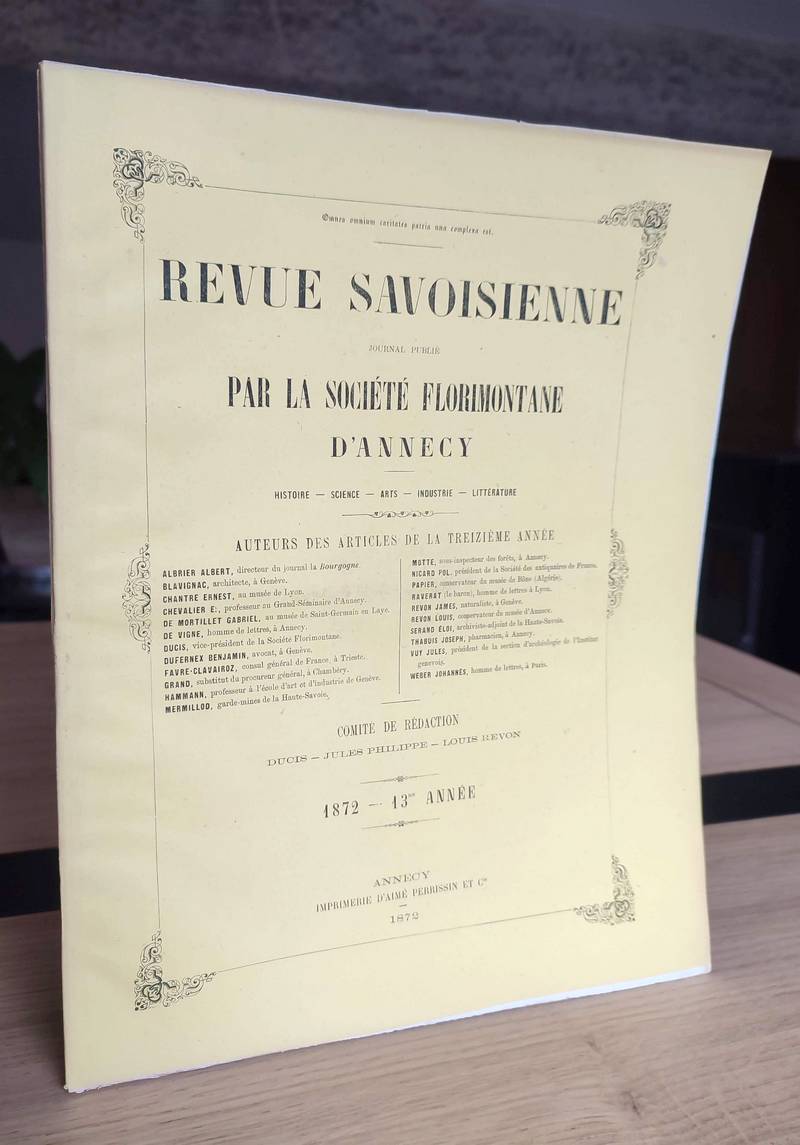 Omnes omnium caritates patria una complexa est.
REVUE SAVOISIENNE
JOURNAL PUBLIÉ
PAR LA SOCIÉTÉ FLORIMONTANE
D'ANNECY
HISTOIRE — SCIENCE — ARTS — INDUSTRIE — LITTÉRATURE
AUTEURS DES ARTICLES DE LA TREIZIÈME ANNÉE
ALBRIER ALBERT, directeur du journal la Bourgogne.
BLAVIGNAC, architecte, à Genève.
CHANTRE ERNEST, au musée de Lyon.
CHEVALIER E., professeur au Grand-Séminaire d'Annecy.
DE MORTILLET GABRIEL, au musée de Saint-Germain en Laye.
DE VIGNE, homme de lettres, à Annecy.
DUCIS, vice-président de la Société Florimontane.
DUFERNEX BENJAMIN, avocat, à Genève.
FAVRE-CLAVAIROZ, consul général de France, à Trieste.
GRAND, substitut du procureur général, à Chambéry.
HAMMANN, professeur à l'école d'art et d'industrie de Genève.
MERMILLOD, garde-mines de la Haute-Savoie.
MOTTE, sous-inspecteur des forêts, à Annecy.
NICARD POL, président de la Société des antiquaires de France.
PAPIER, conservateur du musée de Bône (Algérie).
RAVERAT (le baron), homme de lettres à Lyon.
REVON JAMES, naturaliste, à Genève.
REVON LOUIS, conservateur du musée d'Annecy.
SERAND ÉLOI, archiviste-adjoint de la Haute-Savoie.
THABUIS JOSEPH, pharmacien, à Annecy.
VUY JULES, président de la section d'archéologie de l'Institut
genevois.
WEBER JOHANNÈS, homme de lettres, à Paris.
COMITÉ DE RÉDACTION
DUCIS — JULES PHILIPPE — LOUIS REVON
1872 — 13me ANNÉE
ANNECY
IMPRIMERIE D'AIMÉ PERRISSIN ET Cie
1872